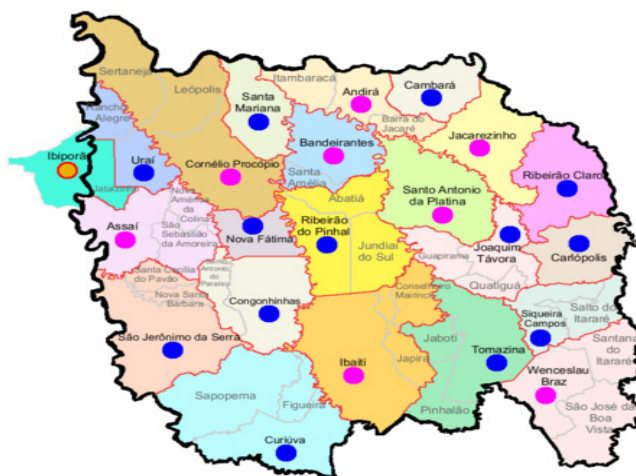 Sertaneja
Leópolis
Rancho
Alegre
Santa
Mariana
Itambaracá
Andirá
Cambará
Barra do
Jacaré
Ibiporã
Jataizinho
Uraí
Cornélio Procópio
Bandeirantes
Santa
Amélia
Jacarezinho
Ribeirão Claro
Assaí
Nova
América
da Colina
São
Sebastião
da Amoreira
Nova Fátima
Abatiá
Ribeirão
do Pinhal
Jundiaí
do Sul
Santo Antonio
da Platina
Joaquim
Távora
Guapirama
Quatiguá
Carlópolis
Santa Cecília
do Pavão
Santo
Antonio do
Paraíso
Nova Santa
Bárbara
São Jerônimo da Serra
Congonhinhas
Conselheiro
Mairinck
Ibaiti
Japira
Jaboti
Tomazina
Pinhalão
Siqueira
Campos
Salto do
Itararé
Santana
do
Itararé
Wenceslau
Braz
São José da
Boa
Vista
Sapopema
Figueira
Curiúva